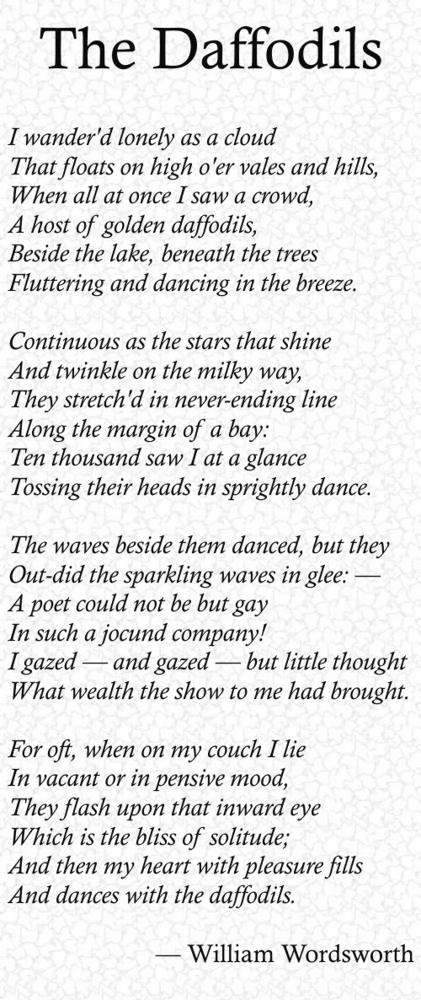 The Daffodils
I wander'd lonely as a cloud
That floats on high o'er vales and hills,
When all at once I saw a crowd,
A host of golden daffodils,
Beside the lake, beneath the trees
Fluttering and dancing in the breeze.
Continuous as the stars that shine
And twinkle on the milky way,
They stretch'd in never-ending line
Along the margin of a bay:
Ten thousand saw I at a glance
Tossing their heads in sprightly dance.
The waves beside them danced, but they
Out-did the sparkling waves in glee: —
A poet could not be but gay
In such a jocund company!
I gazed — and gazed — but little thought
What wealth the show to me had brought.
For oft, when on my couch I lie
In vacant or in pensive mood,
They flash upon that inward eye
Which is the bliss of solitude;
And then my heart with pleasure fills
And dances with the daffodils.
— William Wordsworth